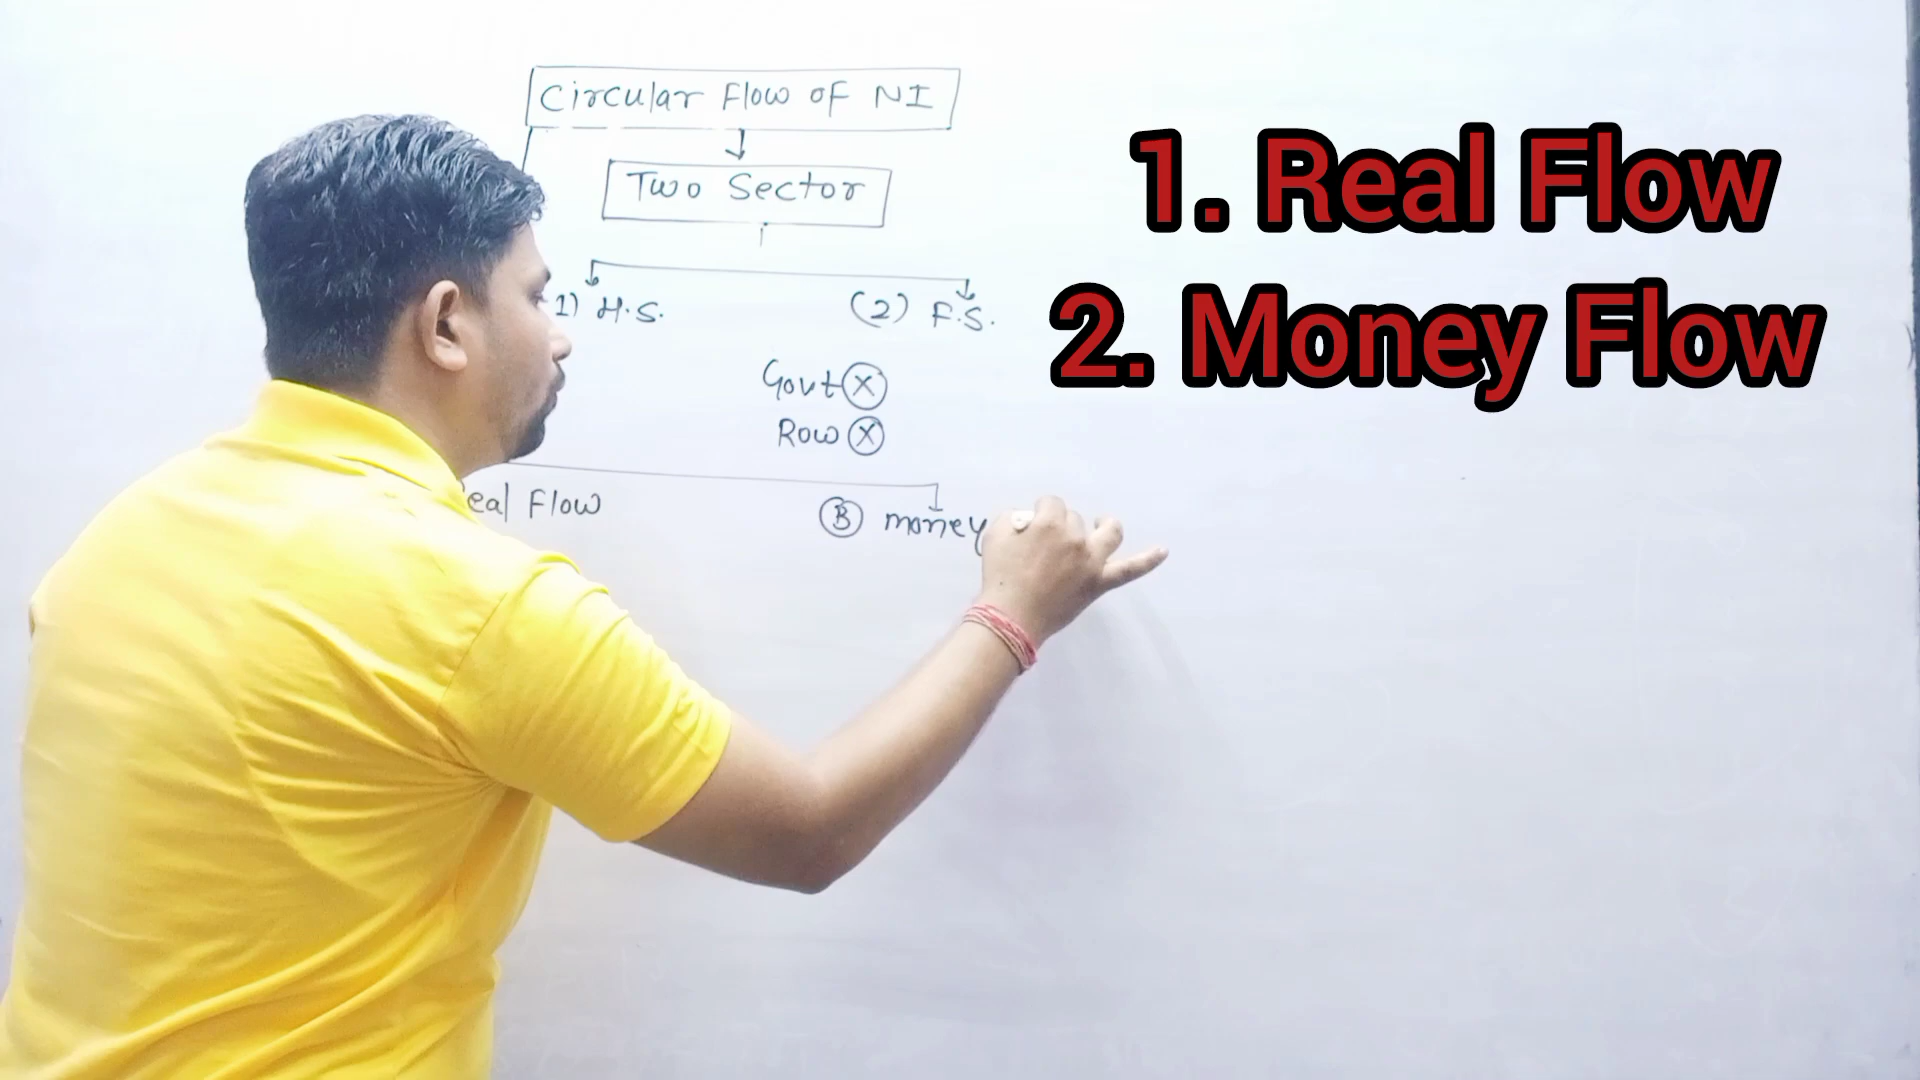 Circular Flow of NI
Two Sector
1) H.S.
(2) F.S.
Govt X
Row X
eal Flow
B money
1. Real Flow
2. Money Flow